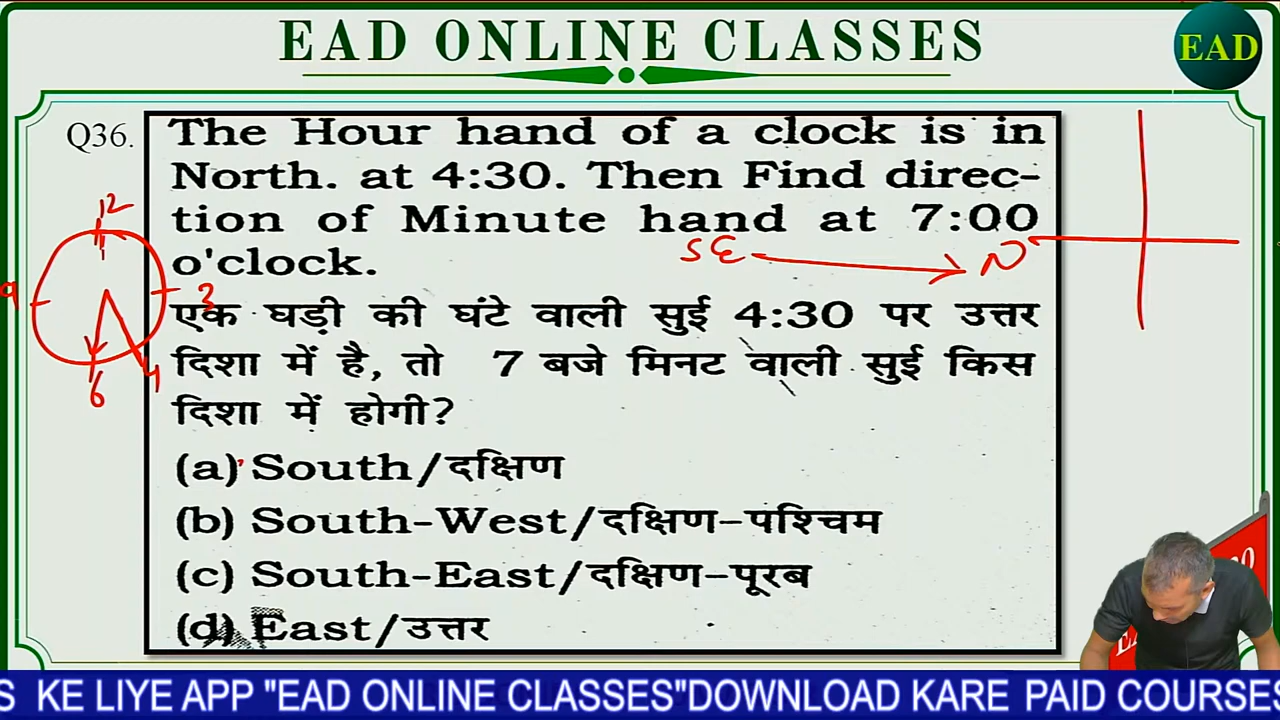 EAD ONLINE CLASSES
EAD
Q36.
The Hour hand of a clock is in
North. at 4:30. Then Find direc-
tion of Minute hand at 7:00
o'clock.
SE N
12
9
3
6
4
एक घड़ी की घंटे वाली सुई 4:30 पर उत्तर
दिशा में है, तो 7 बजे मिनट वाली सुई किस
दिशा में होगी?
(a) South/दक्षिण
(b) South-West/दक्षिण-पश्चिम
(c) South-East/दक्षिण-पूरब
(d) East/उत्तर
S KE LIYE APP "EAD ONLINE CLASSES"DOWNLOAD KARE PAID COURSES